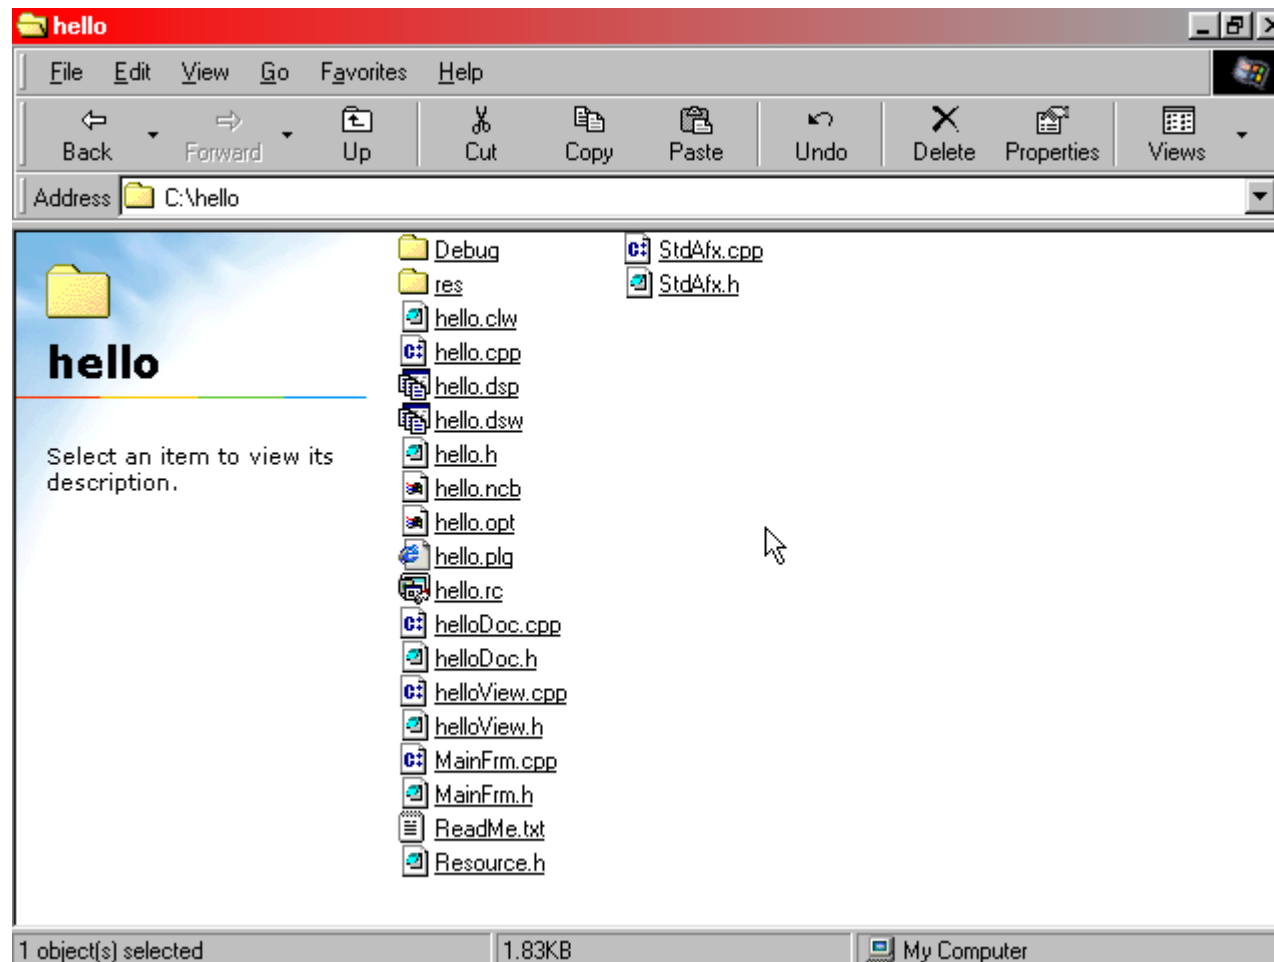 hello
File Edit View Go Favorites Help
Back Forward Up Cut Copy Paste Undo Delete Properties Views
Address C:\hello
hello
Select an item to view its
description.
Debug
res
hello.clw
hello.cpp
hello.dsp
hello.dsw
hello.h
hello.ncb
hello.opt
hello.plg
hello.rc
helloDoc.cpp
helloDoc.h
helloView.cpp
helloView.h
MainFrm.cpp
MainFrm.h
ReadMe.txt
Resource.h
StdAfx.cpp
StdAfx.h
1 object(s) selected 1.83KB My Computer